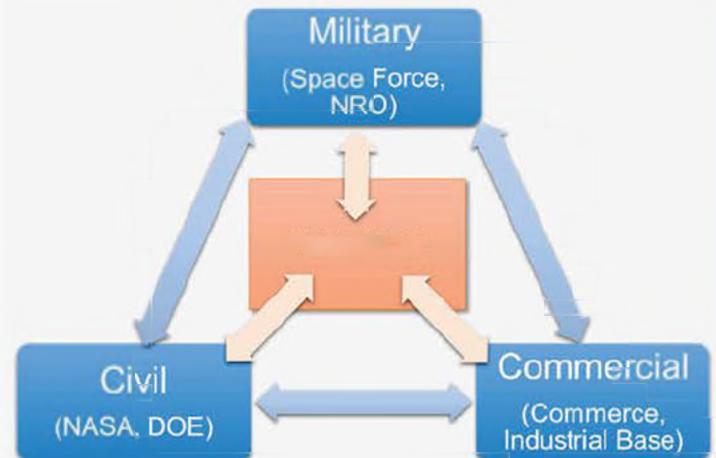 Military
(Space Force,
NRO)
Civil
(NASA, DOE)
Commercial
(Commerce,
Industrial Base)